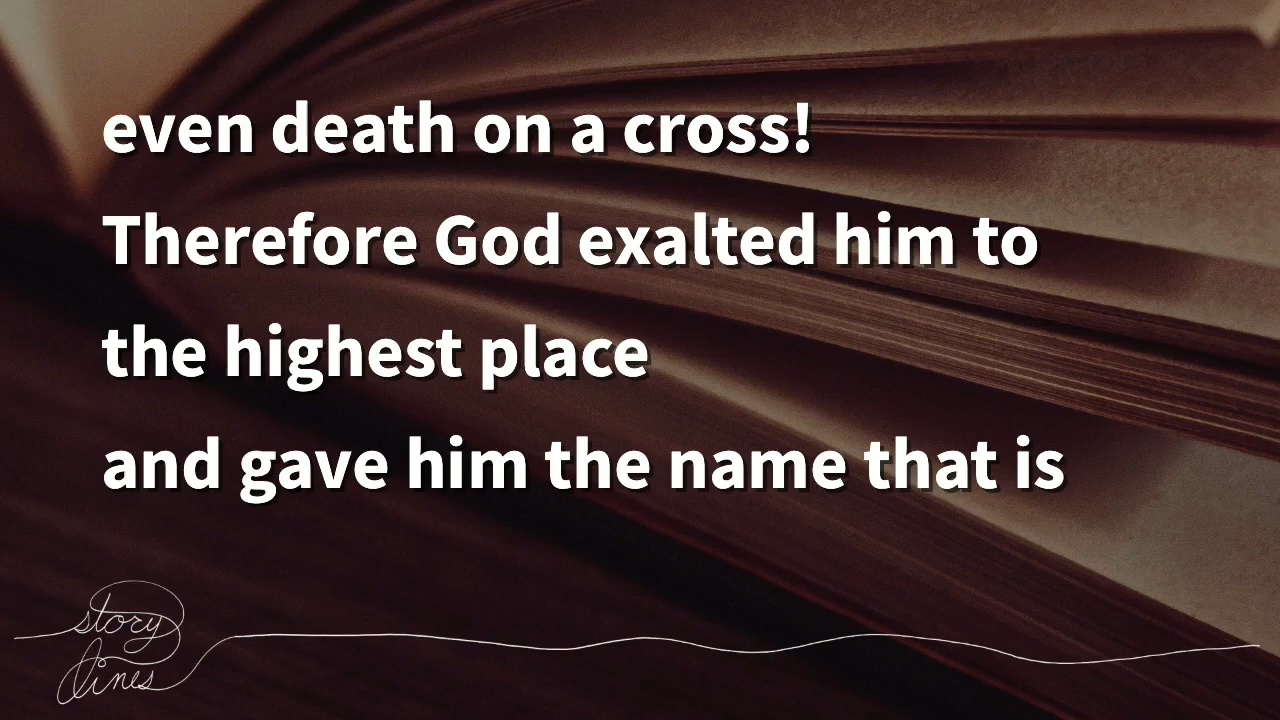 even death on a cross!
Therefore God exalted him to
the highest place
and gave him the name that is
story
lines